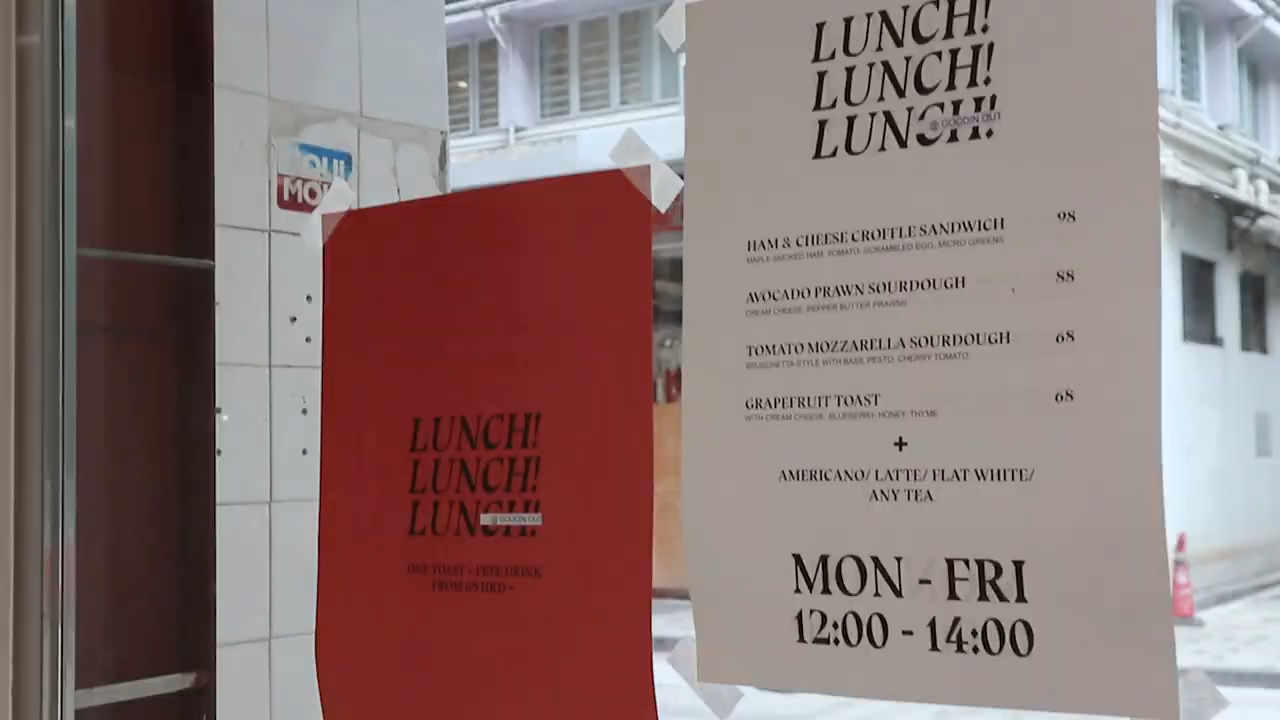 LIQUI
MOLY
LUNCH!
LUNCH!
LUNCH!
@ GOODIN OUT
ONE TOAST + FREE DRINK
FROM 68 HKD ~
LUNCH!
LUNCH!
LUNCH!
@ GOODIN OUT
HAM & CHEESE CROFFLE SANDWICH 98
MAPLE SMOKED HAM, TOMATO, SCRAMBLED EGG, MICRO GREENS
AVOCADO PRAWN SOURDOUGH 88
CREAM CHEESE, PEPPER BUTTER PRAWNS
TOMATO MOZZARELLA SOURDOUGH 68
BRUSCHETTA-STYLE WITH BASIL PESTO, CHERRY TOMATO
GRAPEFRUIT TOAST 68
WITH CREAM CHEESE, BLUEBERRY, HONEY, THYME
+
AMERICANO/ LATTE/ FLAT WHITE/
ANY TEA
MON - FRI
12:00 - 14:00